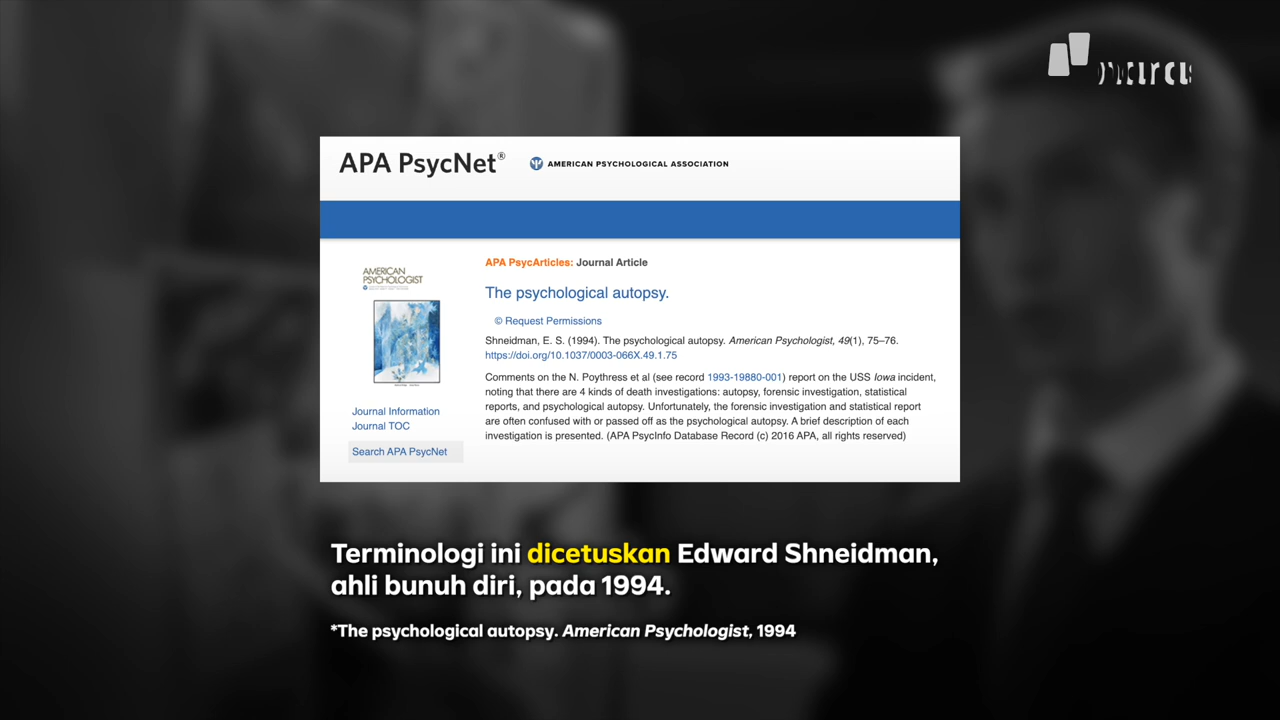 APA PsycNet®
AMERICAN PSYCHOLOGICAL ASSOCIATION
AMERICAN
PSYCHOLOGIST
APA PsycArticles: Journal Article
The psychological autopsy.
© Request Permissions
Shneidman, E. S. (1994). The psychological autopsy. American Psychologist, 49(1), 75–76.
https://doi.org/10.1037/0003-066X.49.1.75
Comments on the N. Poythress et al (see record 1993-19880-001) report on the USS Iowa incident,
noting that there are 4 kinds of death investigations: autopsy, forensic investigation, statistical
reports, and psychological autopsy. Unfortunately, the forensic investigation and statistical report
are often confused with or passed off as the psychological autopsy. A brief description of each
investigation is presented. (APA PsycInfo Database Record (c) 2016 APA, all rights reserved)
Journal Information
Journal TOC
Search APA PsycNet
Terminologi ini dicetuskan Edward Shneidman,
ahli bunuh diri, pada 1994.
*The psychological autopsy. American Psychologist, 1994